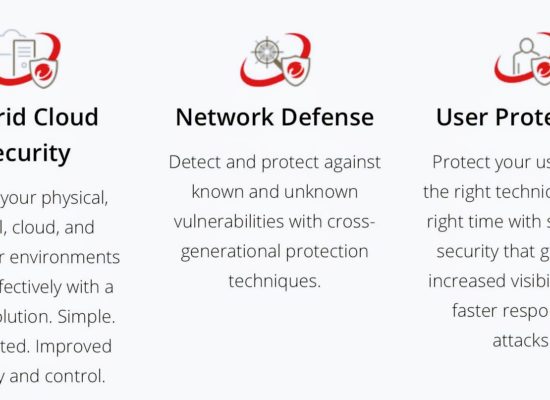 rid Cloud
ecurity
your physical,
l, cloud, and
r environments
fectively with a
olution. Simple.
ted. Improved
y and control.
Network Defense
Detect and protect against
known and unknown
vulnerabilities with cross-
generational protection
techniques.
User Prote
Protect your us
the right techniq
right time with s
security that g
increased visibi
faster respo
attacks